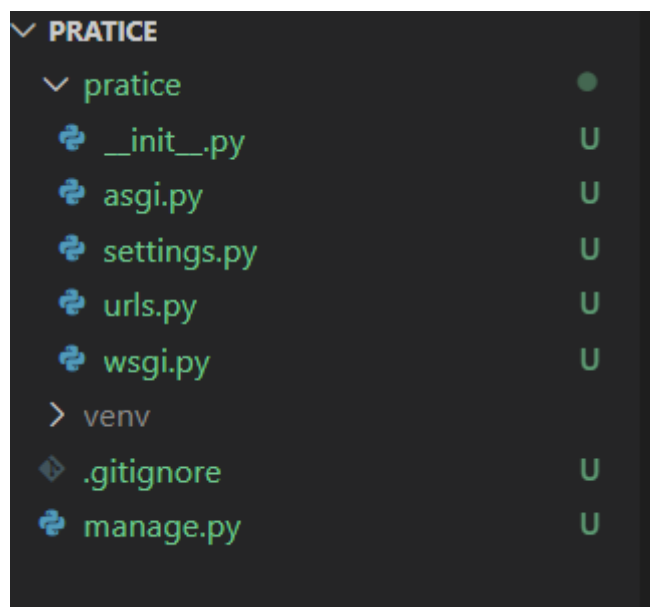 PRATICE
pratice
__init__.py U
asgi.py U
settings.py U
urls.py U
wsgi.py U
venv
.gitignore U
manage.py U